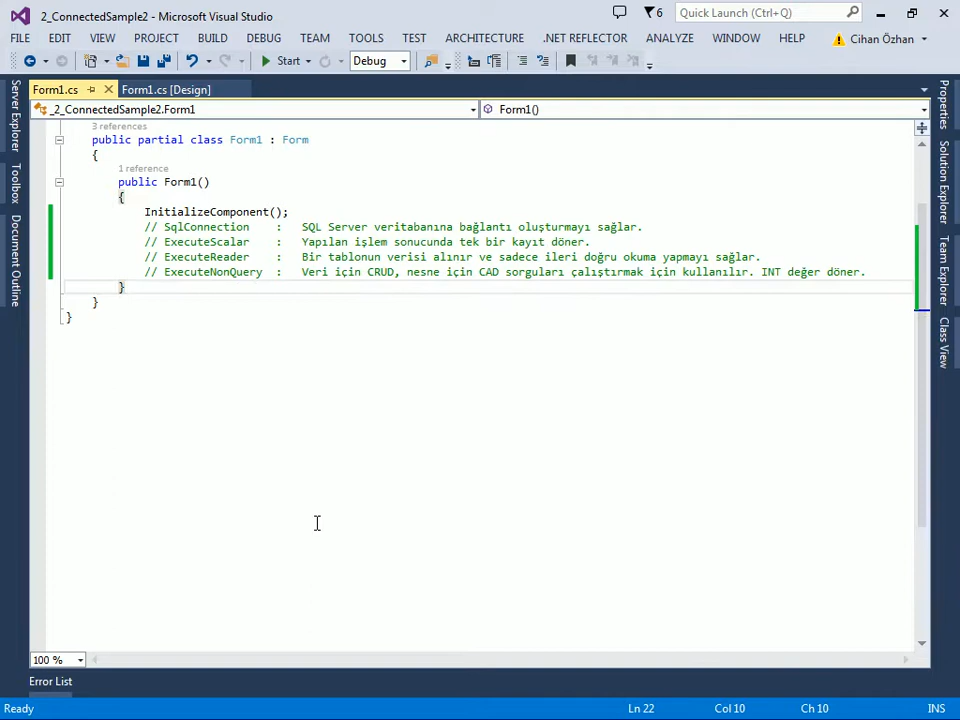 2_ConnectedSample2 - Microsoft Visual Studio
6
Quick Launch (Ctrl+Q)
FILE EDIT VIEW PROJECT BUILD DEBUG TEAM TOOLS TEST ARCHITECTURE .NET REFLECTOR ANALYZE WINDOW HELP Cihan Özhan
Start Debug
Form1.cs Form1.cs [Design]
_2_ConnectedSample2.Form1 Form1()
Server Explorer
Toolbox
Document Outline
3 references
public partial class Form1 : Form
{
1 reference
public Form1()
{
InitializeComponent();
// SqlConnection : SQL Server veritabanına bağlantı oluşturmayı sağlar.
// ExecuteScalar : Yapılan işlem sonucunda tek bir kayıt döner.
// ExecuteReader : Bir tablonun verisi alınır ve sadece ileri doğru okuma yapmayı sağlar.
// ExecuteNonQuery : Veri için CRUD, nesne için CAD sorguları çalıştırmak için kullanılır. INT değer döner.
}
}
}
Properties
Solution Explorer
Team Explorer
Class View
100 %
Error List
Ready Ln 22 Col 10 Ch 10 INS